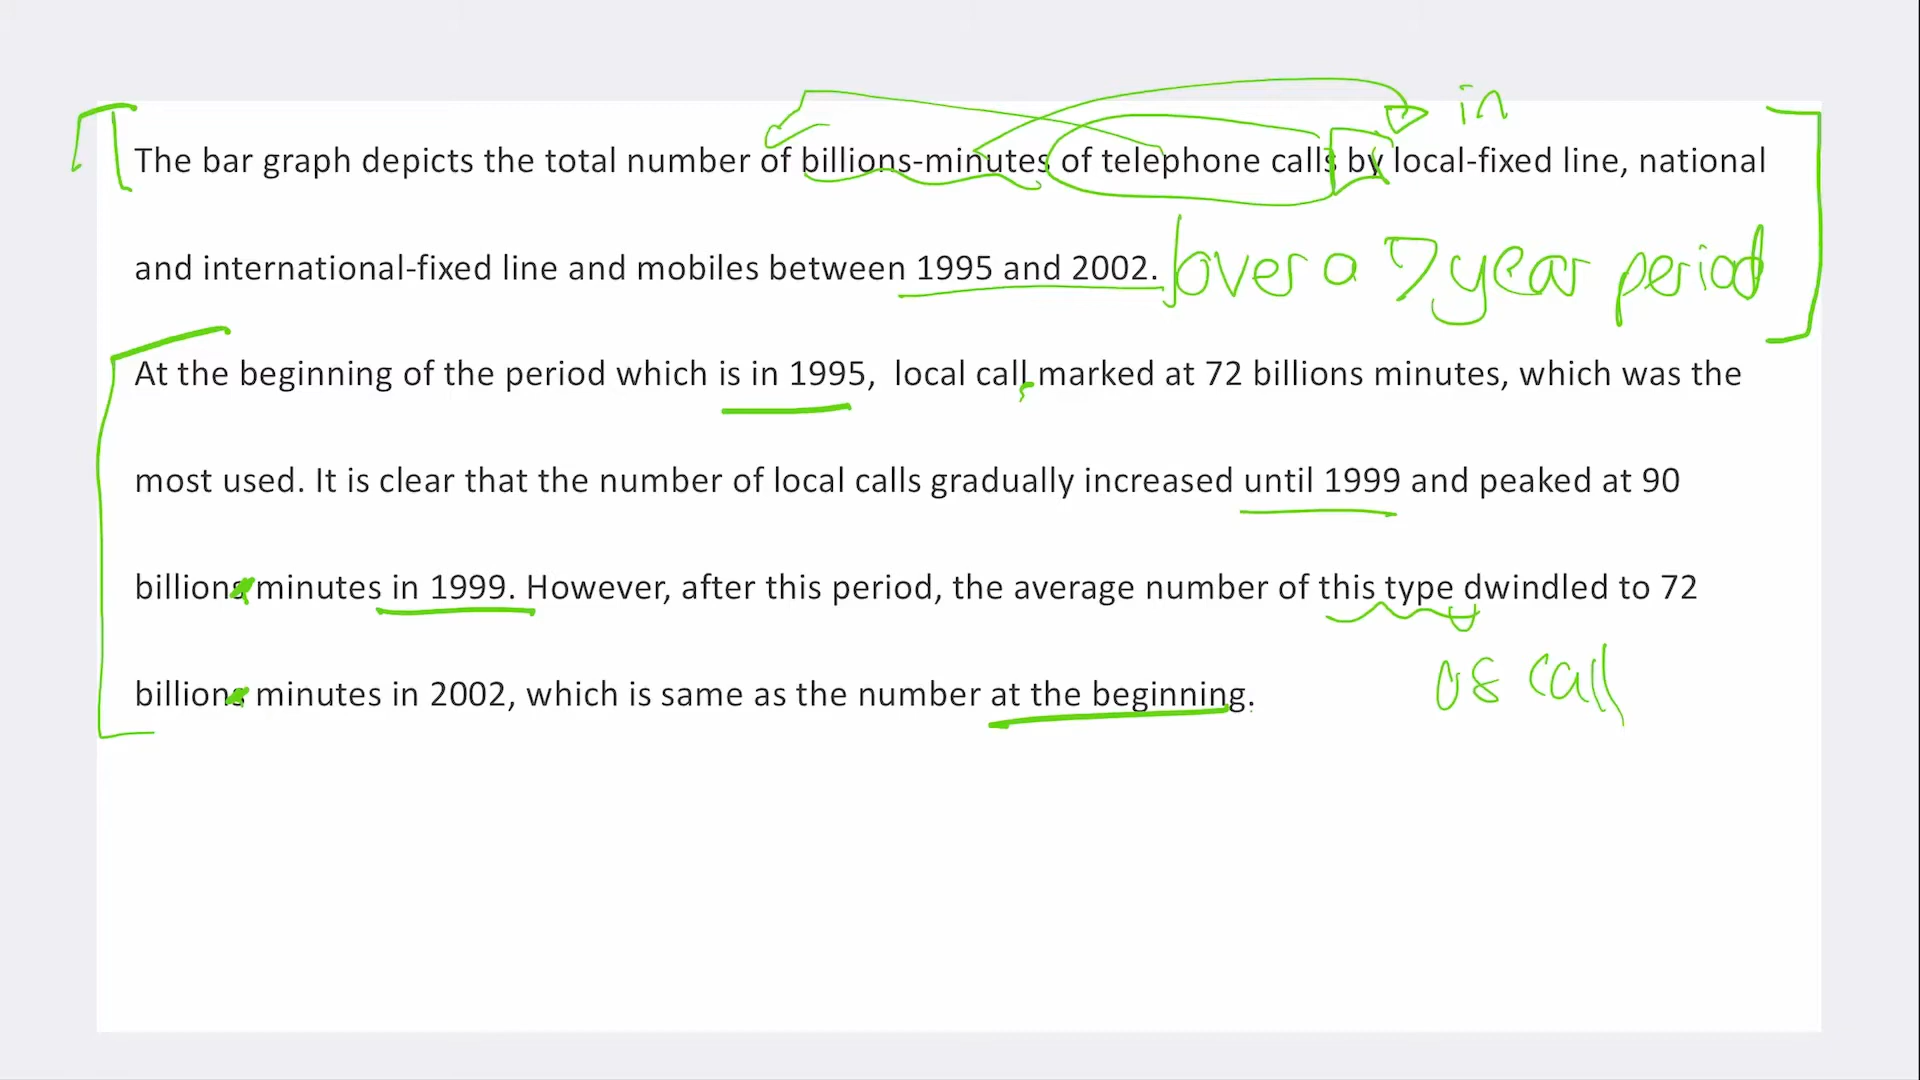 in
The bar graph depicts the total number of billions-minutes of telephone calls by local-fixed line, national
and international-fixed line and mobiles between 1995 and 2002. over a 7 year period
At the beginning of the period which is in 1995, local call marked at 72 billions minutes, which was the
most used. It is clear that the number of local calls gradually increased until 1999 and peaked at 90
billions minutes in 1999. However, after this period, the average number of this type dwindled to 72
of call
billions minutes in 2002, which is same as the number at the beginning.